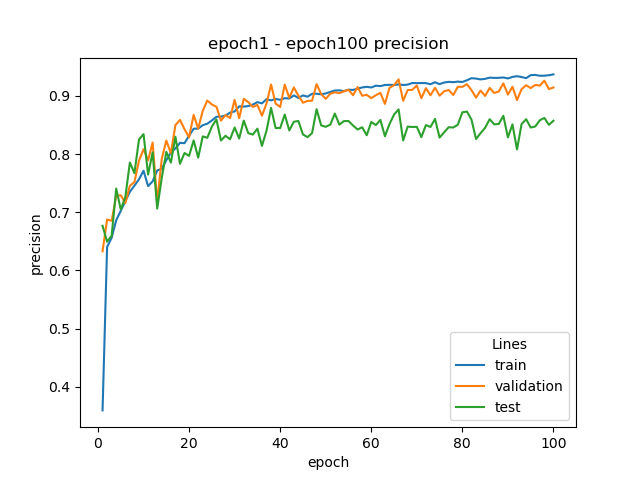 epoch1 - epoch100 precision
0.9
0.8
0.7
0.6
0.5
0.4
precision
0
20
40
60
80
100
epoch
Lines
train
validation
test